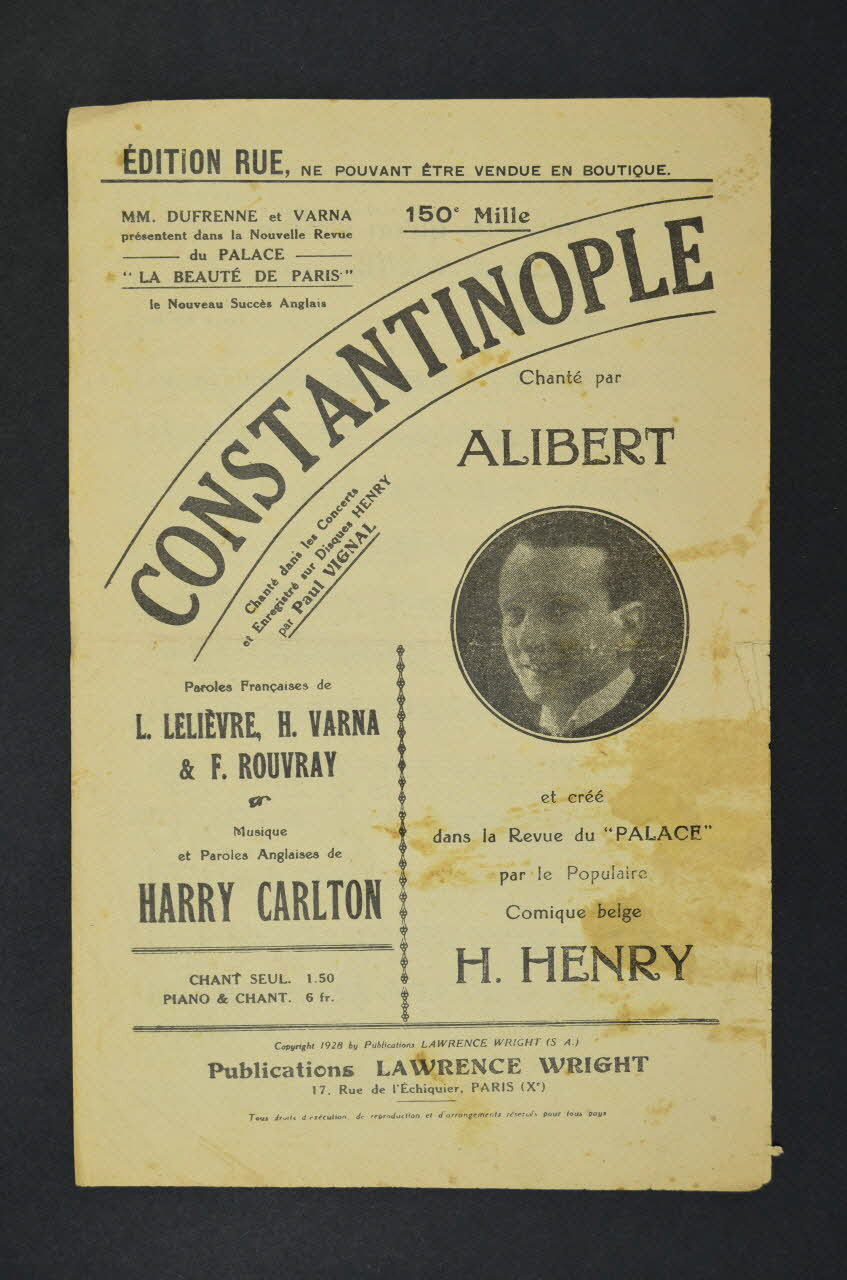 ÉDITION RUE, NE POUVANT ÊTRE VENDUE EN BOUTIQUE.
MM. DUFRENNE et VARNA
présentent dans la Nouvelle Revue
du PALACE
"LA BEAUTÉ DE PARIS"
le Nouveau Succès Anglais
150e Mille
CONSTANTINOPLE
Chanté par
ALIBERT
Chanté dans les Concerts
et Enregistré sur Disques HENRY
par Paul VIGNAL
Paroles Françaises de
L. LELIÈVRE, H. VARNA
& F. ROUVRAY
Musique
et Paroles Anglaises de
HARRY CARLTON
CHANT SEUL. 1.50
PIANO & CHANT. 6 fr.
et créé
dans la Revue du "PALACE"
par le Populaire
Comique belge
H. HENRY
Copyright 1928 by Publications LAWRENCE WRIGHT (S A.)
Publications LAWRENCE WRIGHT
17, Rue de l'Échiquier, PARIS (Xe)
Tous droits d'exécution, de reproduction et d'arrangements réservés pour tous pays